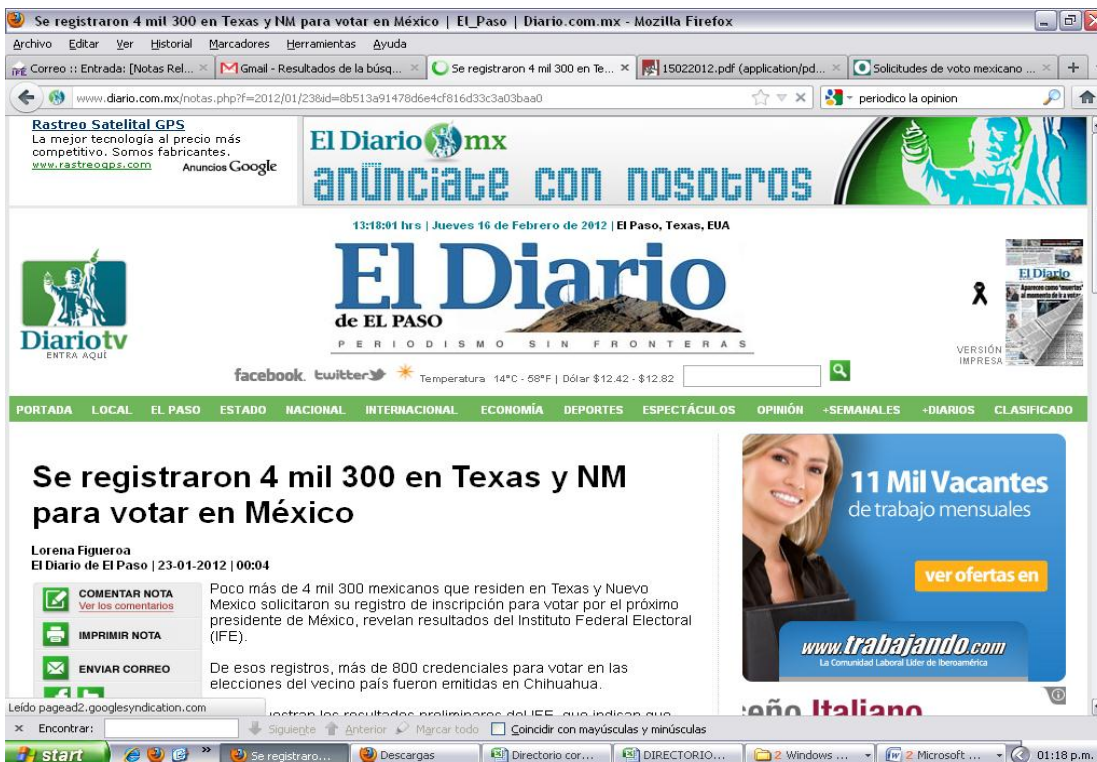 Se registraron 4 mil 300 en Texas y NM para votar en México | El_Paso | Diario.com.mx - Mozilla Firefox
Archivo Editar Ver Historial Marcadores Herramientas Ayuda
Correo :: Entrada: [Notas Rel... Gmail - Resultados de la búsq... Se registraron 4 mil 300 en Te... 15022012.pdf (application/pd... Solicitudes de voto mexicano ...
www.diario.com.mx/notas.php?f=2012/01/23&id=8b513a91478d6e4cf816d33c3a03baa0 periodico la opinion
Rastreo Satelital GPS
La mejor tecnología al precio más
competitivo. Somos fabricantes.
www.rastreogps.com Anuncios Google
El Diario mx
anúnciate con nosotros
13:18:01 hrs | Jueves 16 de Febrero de 2012 | El Paso, Texas, EUA
El Diario
de EL PASO
PERIODISMO SIN FRONTERAS
Diariotv
ENTRA AQUÍ
El Diario
VERSIÓN
IMPRESA
facebook. twitter Temperatura 14°C - 58°F | Dólar $12.42 - $12.82
PORTADA LOCAL EL PASO ESTADO NACIONAL INTERNACIONAL ECONOMÍA DEPORTES ESPECTÁCULOS OPINIÓN +SEMANALES +DIARIOS CLASIFICADO
Se registraron 4 mil 300 en Texas y NM
para votar en México
Lorena Figueroa
El Diario de El Paso | 23-01-2012 | 00:04
COMENTAR NOTA
Ver los comentarios
IMPRIMIR NOTA
ENVIAR CORREO
Poco más de 4 mil 300 mexicanos que residen en Texas y Nuevo
Mexico solicitaron su registro de inscripción para votar por el próximo
presidente de México, revelan resultados del Instituto Federal Electoral
(IFE).
De esos registros, más de 800 credenciales para votar en las
elecciones del vecino país fueron emitidas en Chihuahua.
los resultados preliminares del IFE, que indican que
11 Mil Vacantes
de trabajo mensuales
ver ofertas en
www.trabajando.com
La Comunidad Laboral Líder de Iberoamérica
Italiano
Leído pagead2.googlesyndication.com
Encontrar: Siguiente Anterior Marcar todo Coincidir con mayúsculas y minúsculas
start Se registraro... Descargas Directorio cor... DIRECTORIO... 2 Windows ... 2 Microsoft ... 01:18 p.m.